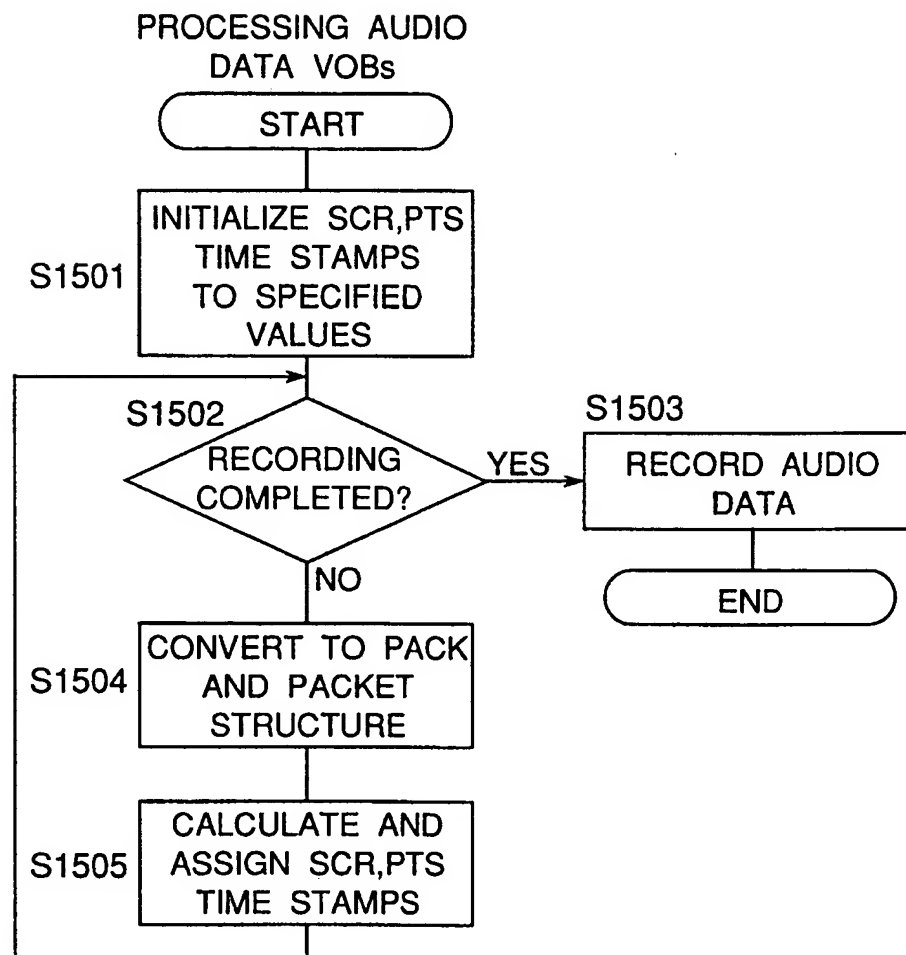 PROCESSING AUDIO
DATA VOBs
START
S1501
INITIALIZE SCR,PTS
TIME STAMPS
TO SPECIFIED
VALUES
S1502
RECORDING
COMPLETED?
YES
S1503
RECORD AUDIO
DATA
END
NO
S1504
CONVERT TO PACK
AND PACKET
STRUCTURE
S1505
CALCULATE AND
ASSIGN SCR,PTS
TIME STAMPS